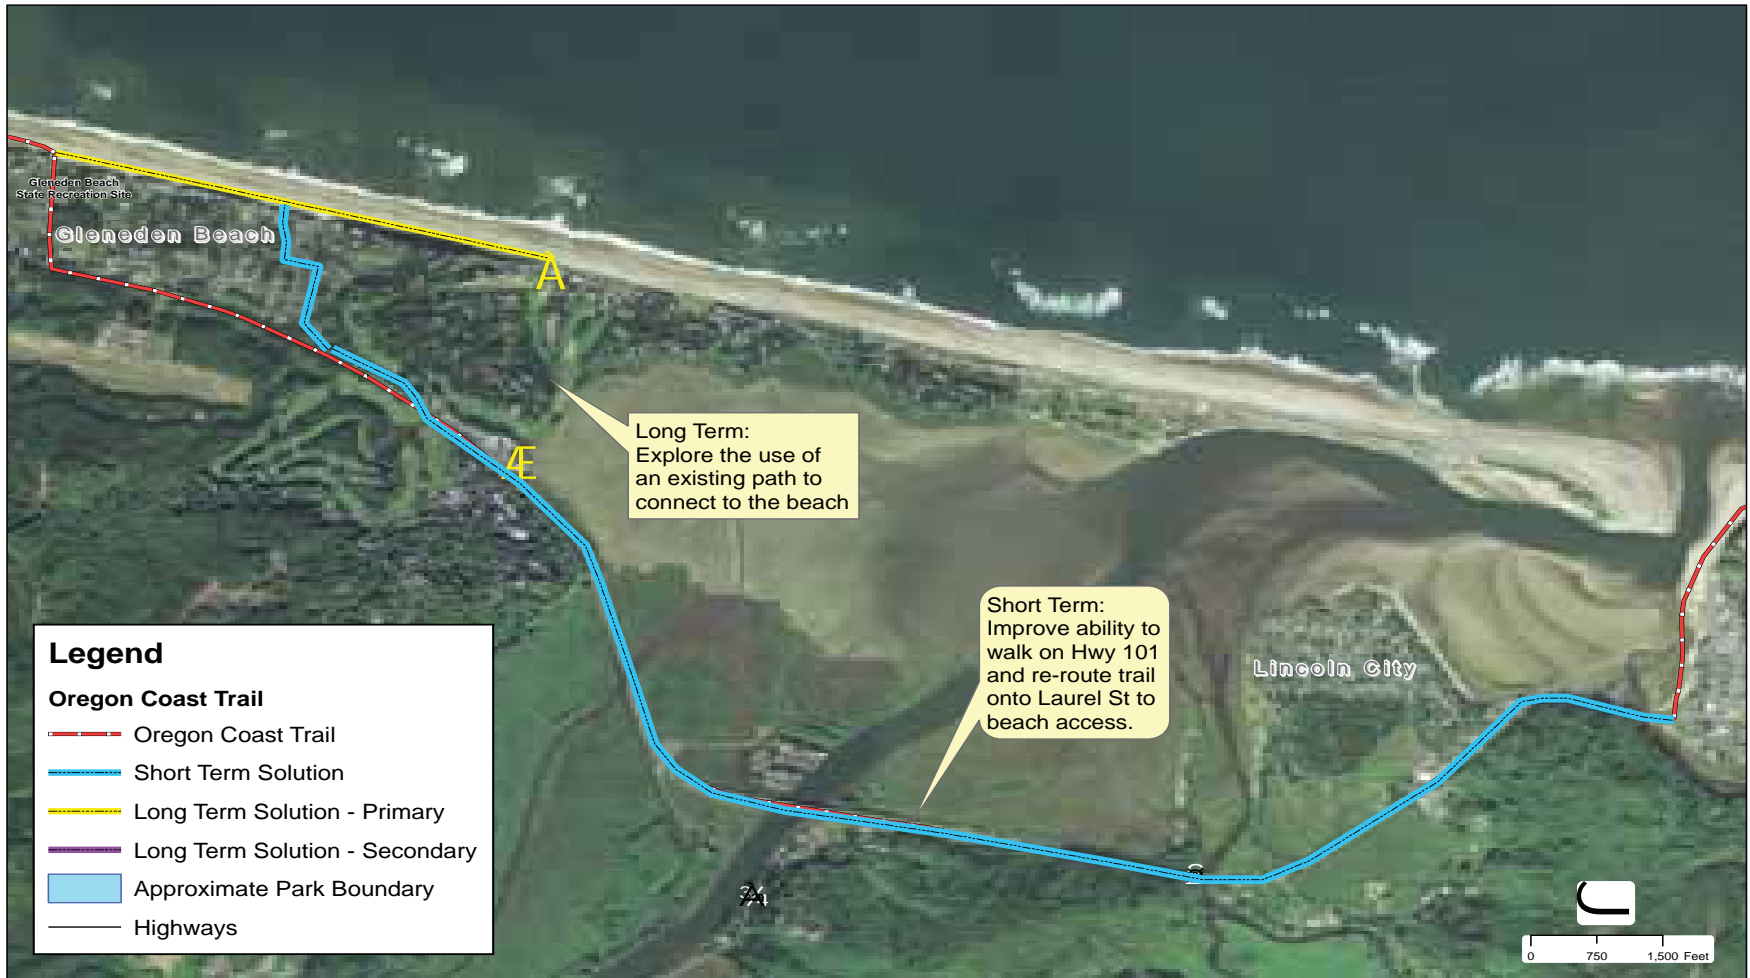 Gleneden Beach
State Recreation Site
Gleneden Beach
A
Æ
Long Term:
Explore the use of
an existing path to
connect to the beach
Short Term:
Improve ability to
walk on Hwy 101
and re-route trail
onto Laurel St to
beach access.
Lincoln City
Legend
Oregon Coast Trail
Oregon Coast Trail
Short Term Solution
Long Term Solution - Primary
Long Term Solution - Secondary
Approximate Park Boundary
Highways
0 750 1,500 Feet